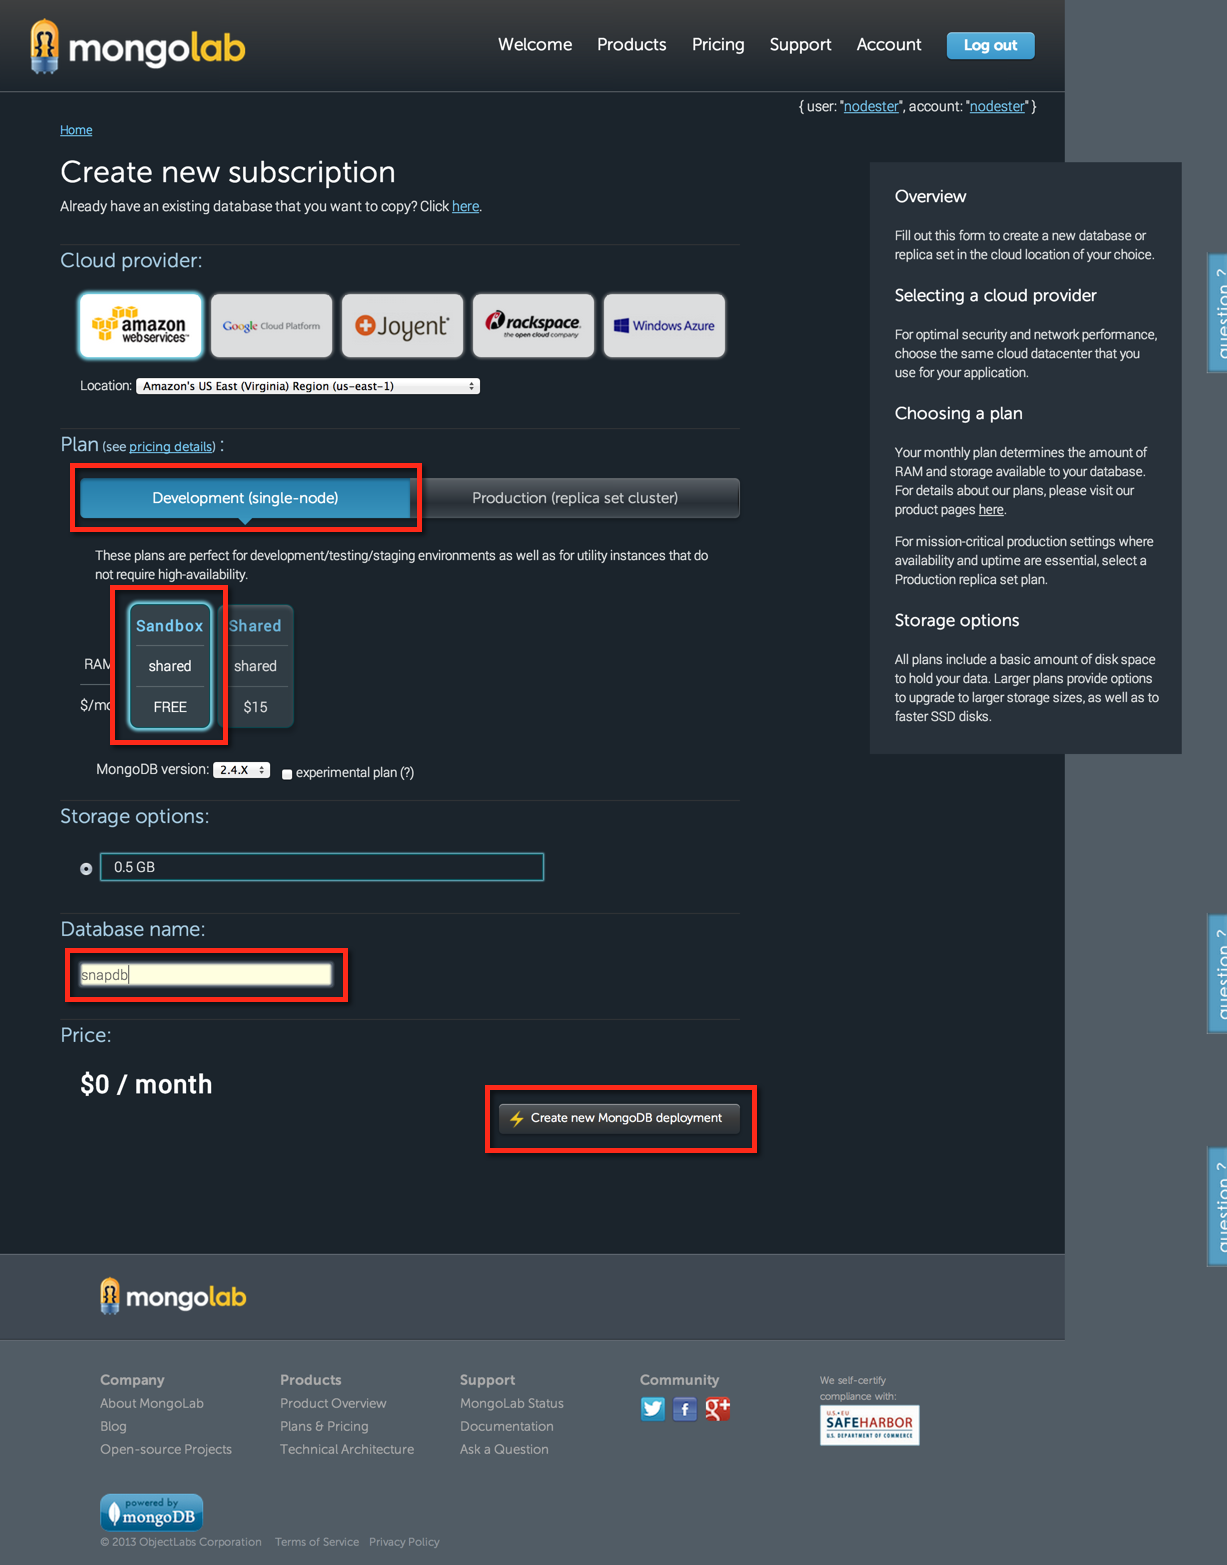 mongolab
Welcome Products Pricing Support Account Log out
{ user: "nodester", account: "nodester" }
Home
Create new subscription
Already have an existing database that you want to copy? Click here.
Cloud provider:
amazon
webservices™
Google Cloud Platform
Joyent
rackspace.
the open cloud company
Windows Azure
Location: Amazon's US East (Virginia) Region (us-east-1)
Plan (see pricing details) :
Development (single-node) Production (replica set cluster)
These plans are perfect for development/testing/staging environments as well as for utility instances that do
not require high-availability.
Sandbox Shared
RAM shared shared
$/mo FREE $15
MongoDB version: 2.4.X experimental plan (?)
Storage options:
0.5 GB
Database name:
snapdb
Price:
$0 / month
Create new MongoDB deployment
Overview
Fill out this form to create a new database or
replica set in the cloud location of your choice.
Selecting a cloud provider
For optimal security and network performance,
choose the same cloud datacenter that you
use for your application.
Choosing a plan
Your monthly plan determines the amount of
RAM and storage available to your database.
For details about our plans, please visit our
product pages here.
For mission-critical production settings where
availability and uptime are essential, select a
Production replica set plan.
Storage options
All plans include a basic amount of disk space
to hold your data. Larger plans provide options
to upgrade to larger storage sizes, as well as to
faster SSD disks.
question ?
question ?
question ?
mongolab
Company Products Support Community
About MongoLab Product Overview MongoLab Status
Blog Plans & Pricing Documentation
Open-source Projects Technical Architecture Ask a Question
We self-certify
compliance with:
U.S.★EU
SAFEHARBOR
U.S. DEPARTMENT OF COMMERCE
powered by
mongoDB
© 2013 ObjectLabs Corporation Terms of Service Privacy Policy